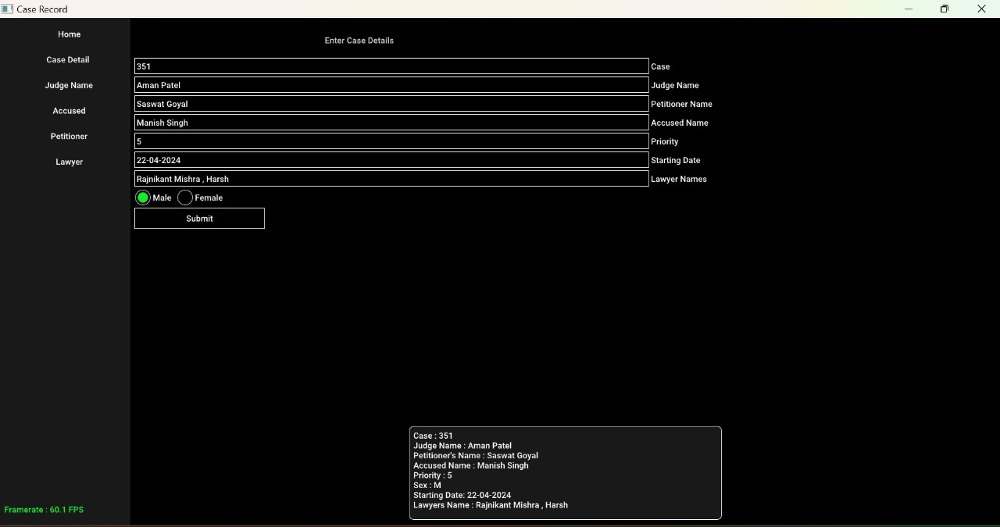 Case Record
Home
Case Detail
Judge Name
Accused
Petitioner
Lawyer
Enter Case Details
351 Case
Aman Patel Judge Name
Saswat Goyal Petitioner Name
Manish Singh Accused Name
5 Priority
22-04-2024 Starting Date
Rajnikant Mishra , Harsh Lawyer Names
Male Female
Submit
Case : 351
Judge Name : Aman Patel
Petitioner's Name : Saswat Goyal
Accused Name : Manish Singh
Priority : 5
Sex : M
Starting Date: 22-04-2024
Lawyers Name : Rajnikant Mishra , Harsh
Framerate : 60.1 FPS